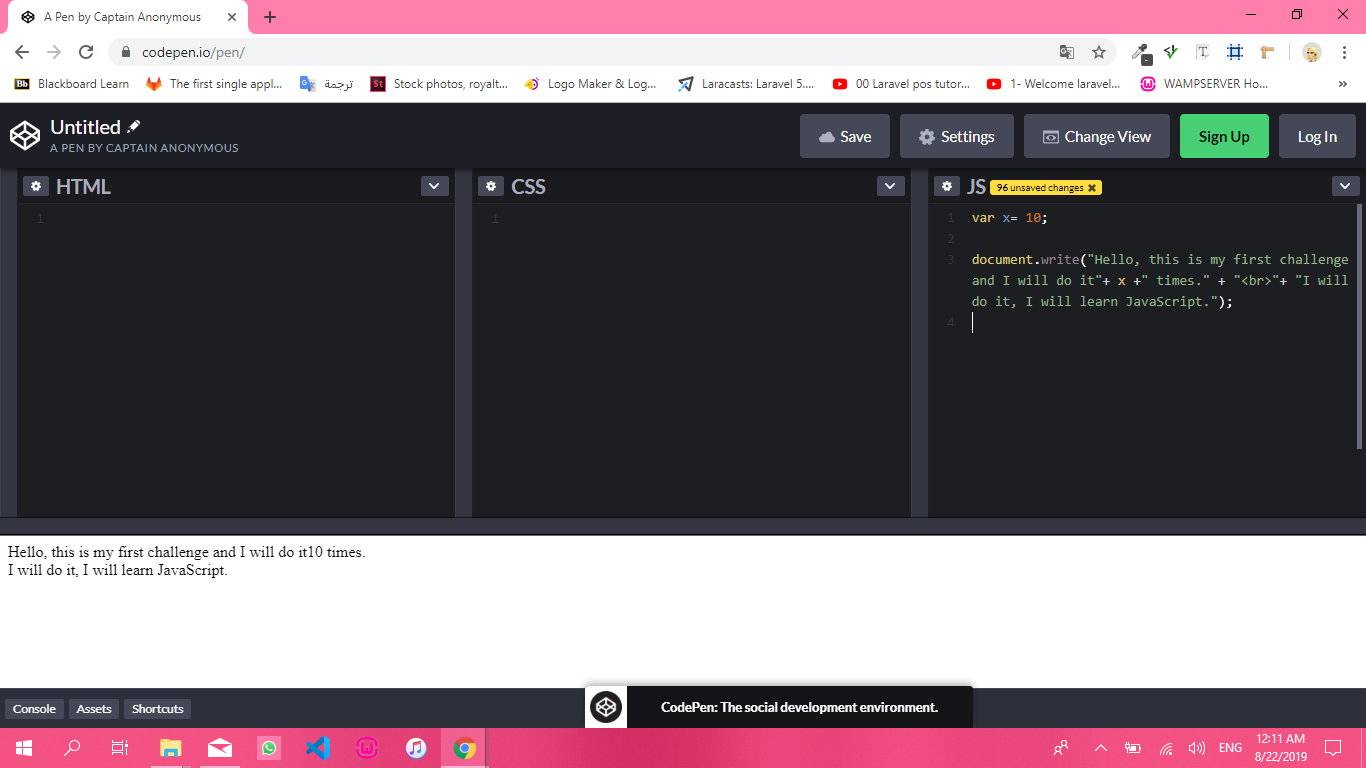 A Pen by Captain Anonymous
codepen.io/pen/
Bb Blackboard Learn The first single appl... ترجمة St Stock photos, royalt... Logo Maker & Log... Laracasts: Laravel 5.... 00 Laravel pos tutor... 1- Welcome laravel... WAMPSERVER Ho... »
Untitled
A PEN BY CAPTAIN ANONYMOUS
Save Settings Change View Sign Up Log In
HTML
1
CSS
1
JS 96 unsaved changes ×
1 var x= 10;
2
3 document.write("Hello, this is my first challenge
and I will do it"+ x +" times." + "<br>"+ "I will
do it, I will learn JavaScript.");
4
Hello, this is my first challenge and I will do it10 times.
I will do it, I will learn JavaScript.
Console Assets Shortcuts
CodePen: The social development environment.
ENG
12:11 AM
8/22/2019